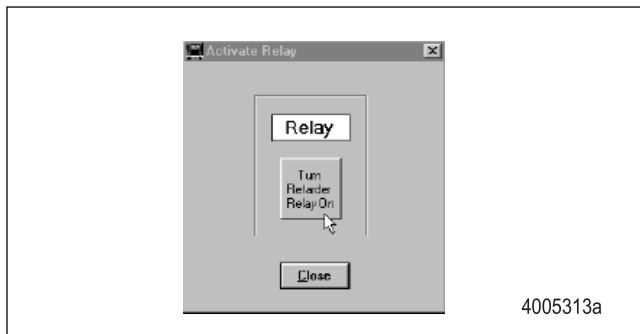 Activate Relay
Relay
Turn
Retarder
Relay On
Close
4005313a